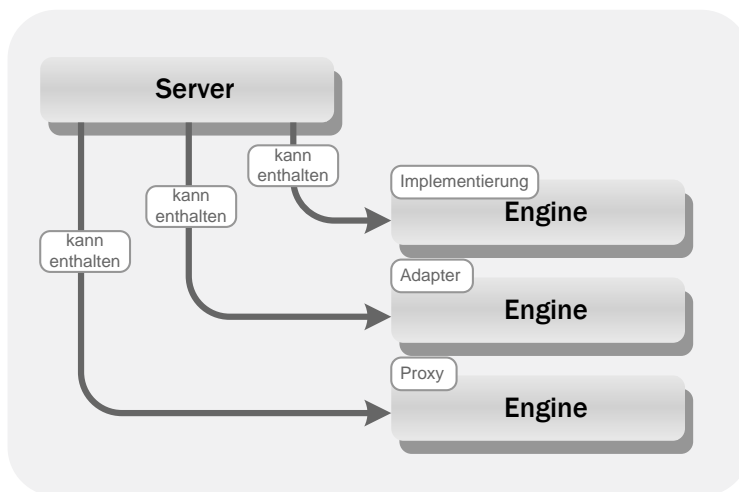 Server
kann
enthalten
Implementierung
Engine
kann
enthalten
kann
enthalten
Adapter
Engine
Proxy
Engine